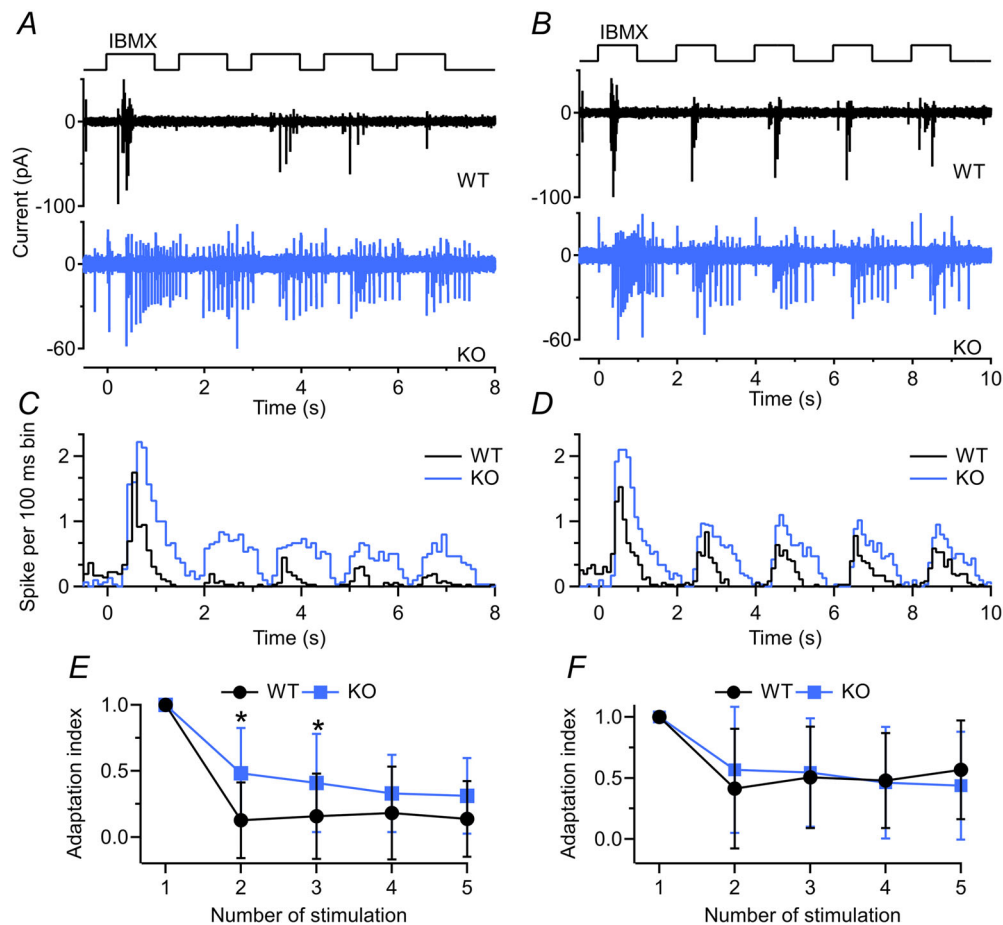 A
IBMX
0
WT
-100
Current (pA)
0
-60
KO
0 2 4 6 8
Time (s)
B
IBMX
0
WT
-100
0
-60
KO
0 2 4 6 8 10
Time (s)
C
2
1
0
Spike per 100 ms bin
WT
KO
0 2 4 6 8
Time (s)
D
2
1
0
WT
KO
0 2 4 6 8 10
Time (s)
E
WT KO
1.0
0.5
0.0
Adaptation index
* *
1 2 3 4 5
Number of stimulation
F
WT KO
1.0
0.5
0.0
Adaptation index
1 2 3 4 5
Number of stimulation